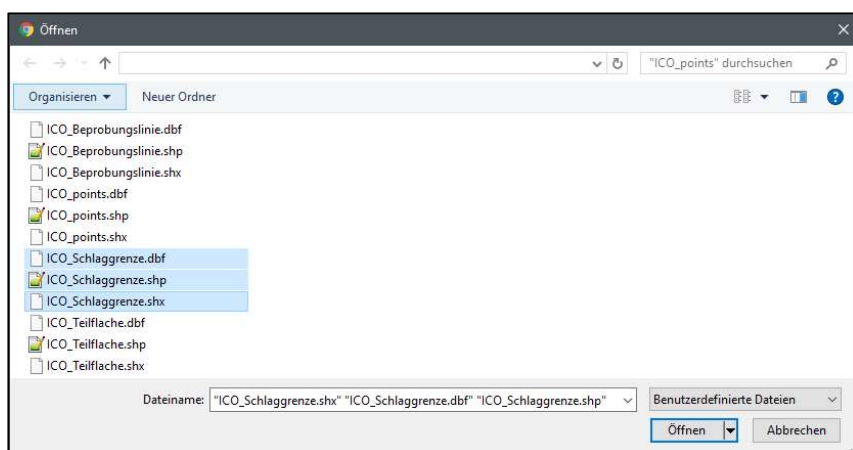 Öffnen
"ICO_points" durchsuchen
Organisieren Neuer Ordner
ICO_Beprobungslinie.dbf
ICO_Beprobungslinie.shp
ICO_Beprobungslinie.shx
ICO_points.dbf
ICO_points.shp
ICO_points.shx
ICO_Schlaggrenze.dbf
ICO_Schlaggrenze.shp
ICO_Schlaggrenze.shx
ICO_Teilflache.dbf
ICO_Teilflache.shp
ICO_Teilflache.shx
Dateiname: "ICO_Schlaggrenze.shx" "ICO_Schlaggrenze.dbf" "ICO_Schlaggrenze.shp" Benutzerdefinierte Dateien
Öffnen Abbrechen